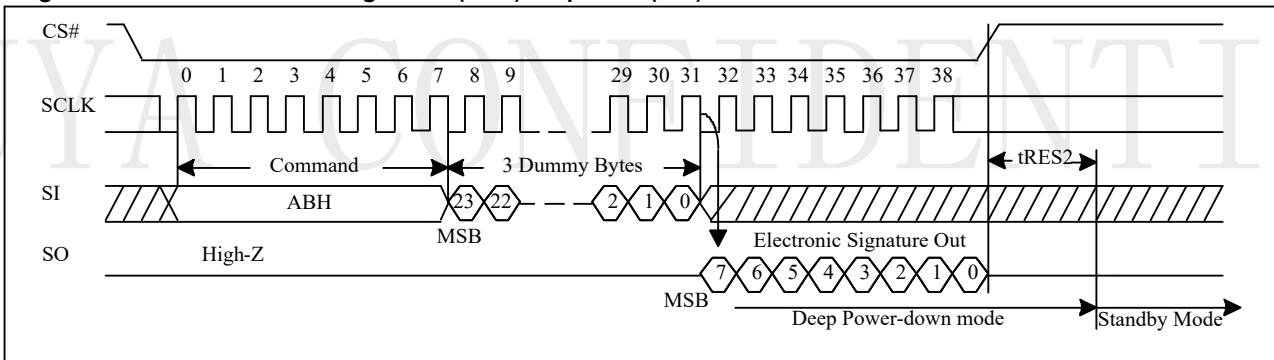 CS#
0 1 2 3 4 5 6 7 8 9 29 30 31 32 33 34 35 36 37 38
SCLK
Command 3 Dummy Bytes tRES2
SI ABH 23 22 2 1 0
MSB
SO High-Z Electronic Signature Out
7 6 5 4 3 2 1 0
MSB
Deep Power-down mode Standby Mode
YA CONFIDENTI